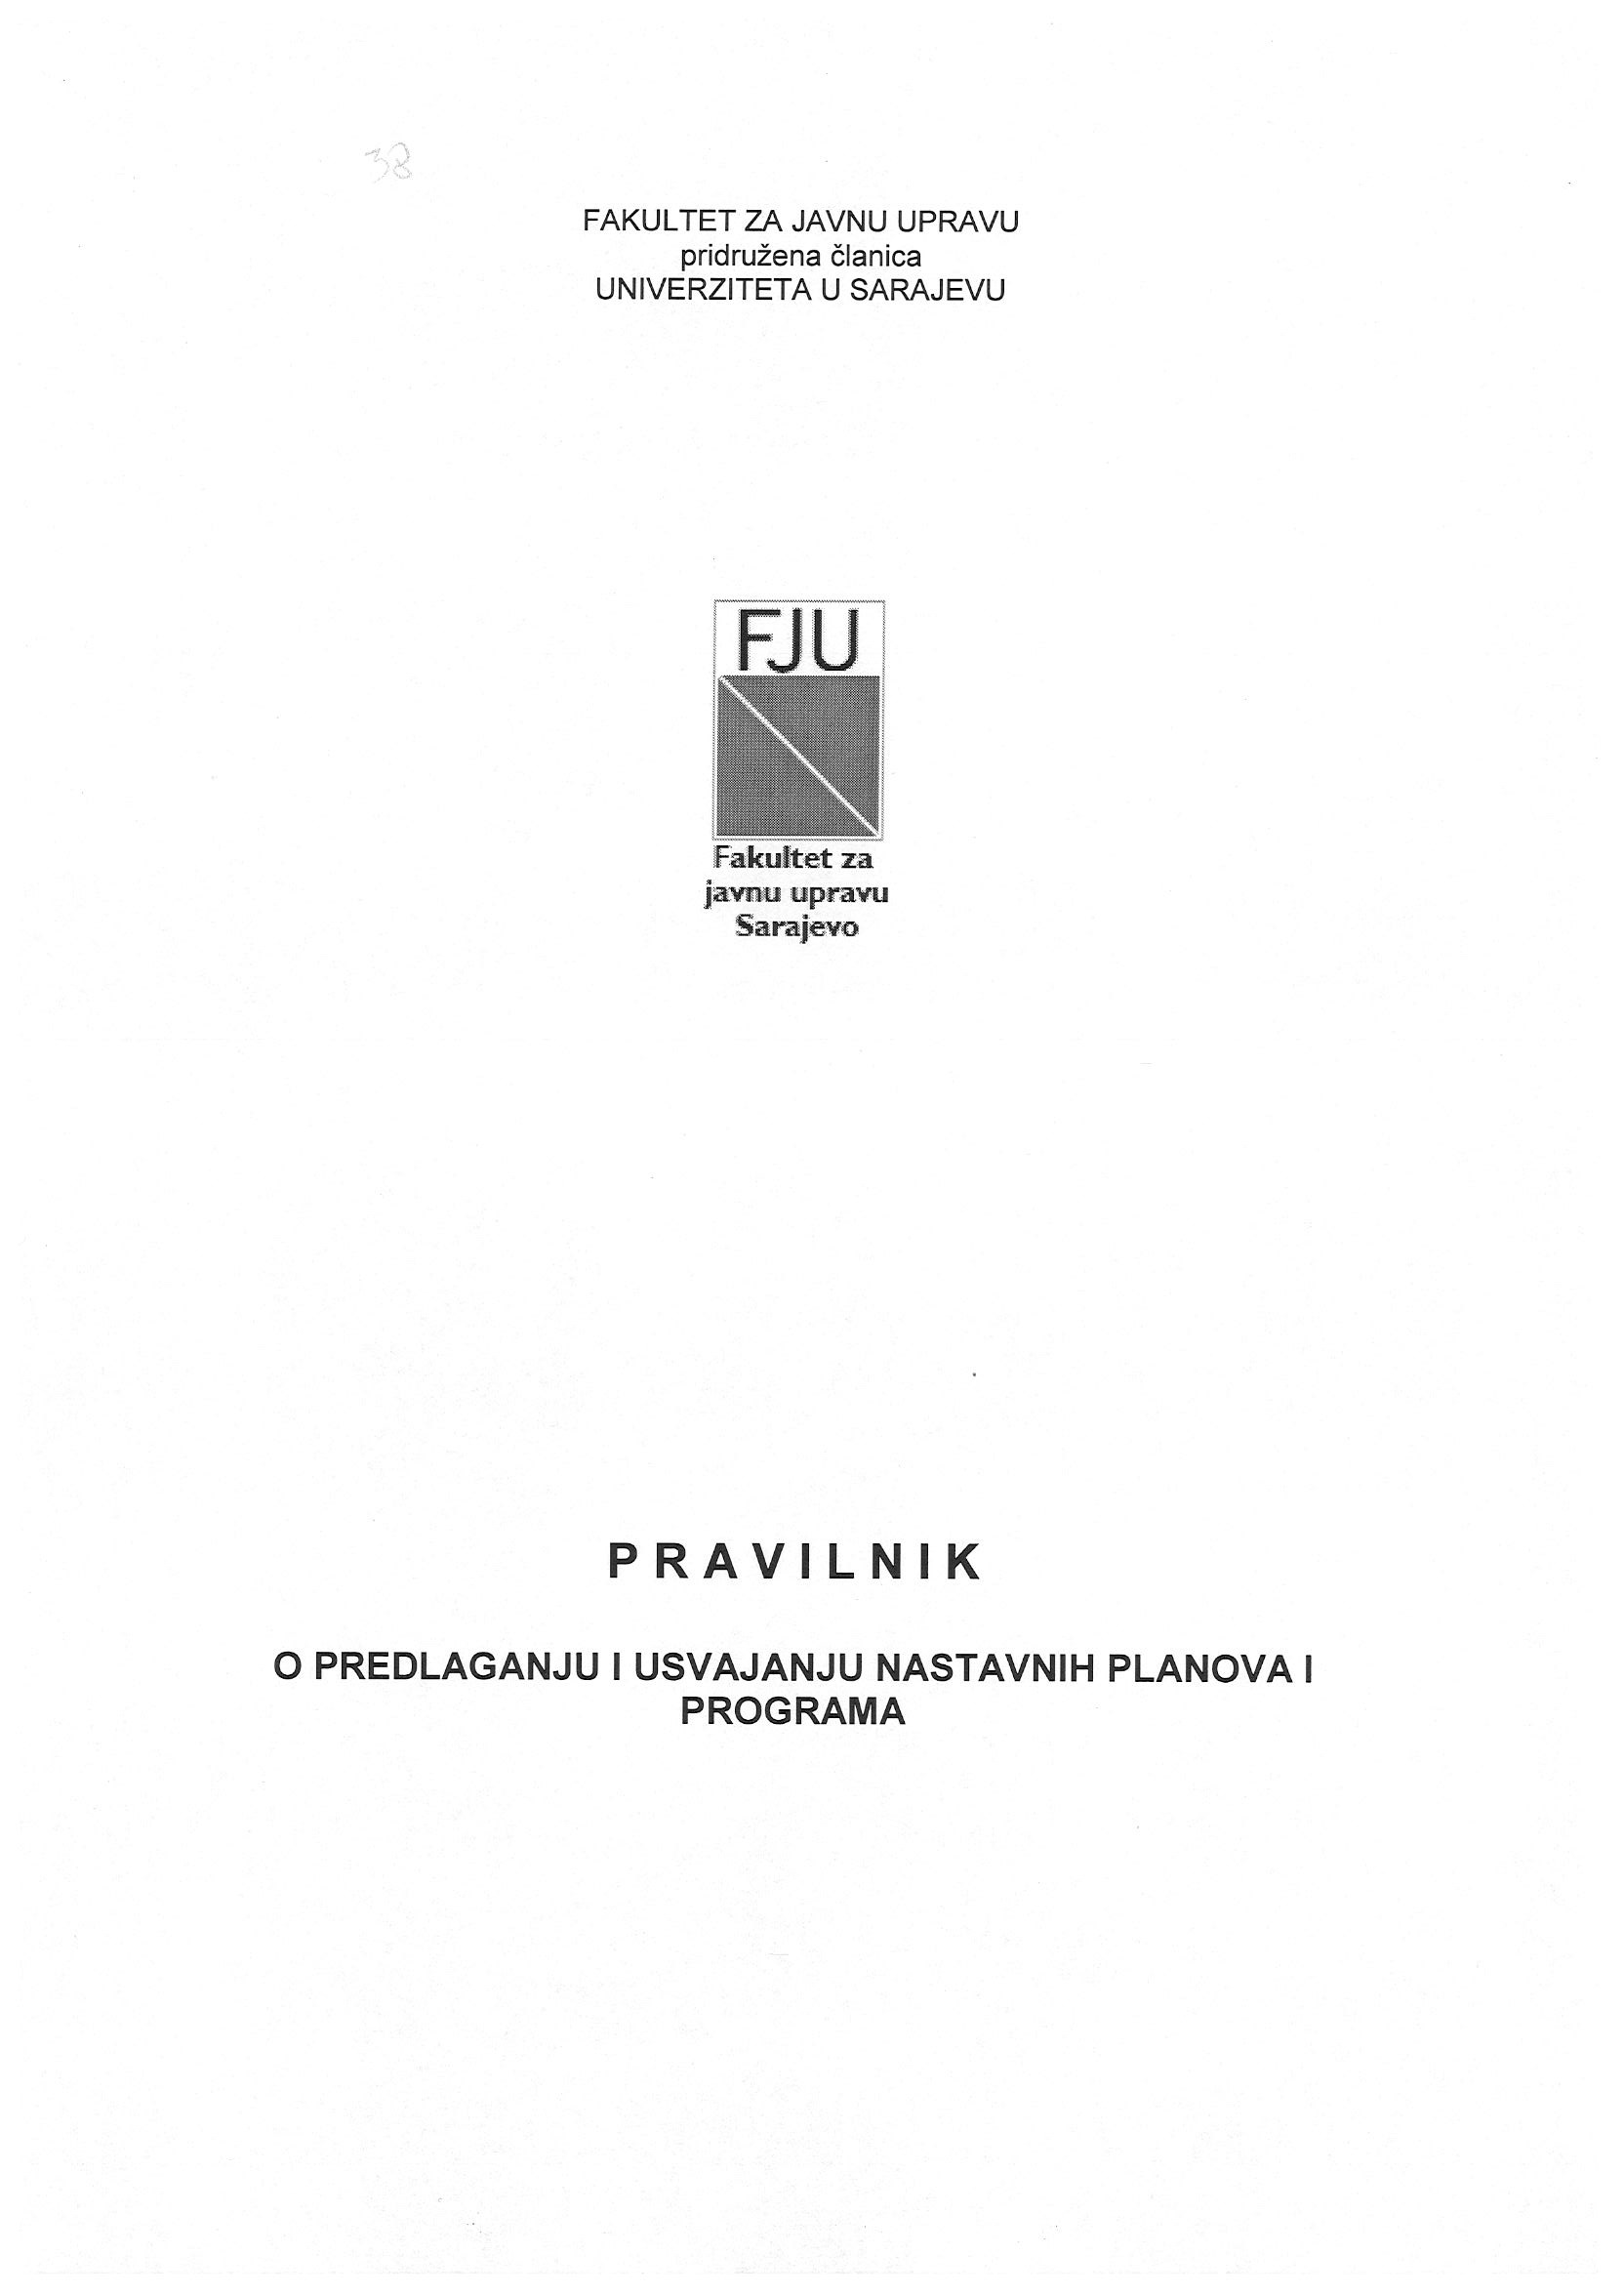 38
FAKULTET ZA JAVNU UPRAVU
pridružena članica
UNIVERZITETA U SARAJEVU
FJU
Fakultet za
javnu upravu
Sarajevo
PRAVILNIK
O PREDLAGANJU I USVAJANJU NASTAVNIH PLANOVA I
PROGRAMA